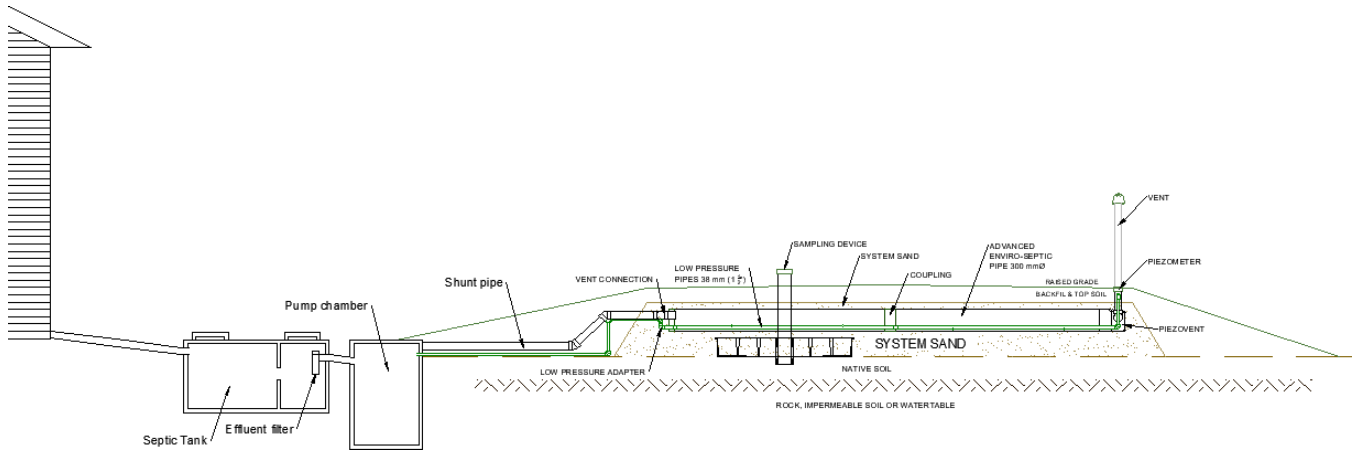 VENT
SAMPLING DEVICE
SYSTEM SAND
ADVANCED
ENVIRO-SEPTIC
PIPE 300 mmØ
LOW PRESSURE
PIPES 38 mm (1 1/2")
COUPLING
PIEZOMETER
VENT CONNECTION
Shunt pipe
RAISED GRADE
BACKFIL & TOP SOIL
Pump chamber
PIEZOVENT
SYSTEM SAND
LOW PRESSURE ADAPTER
NATIVE SOIL
ROCK, IMPERMEABLE SOIL OR WATERTABLE
Effluent filter
Septic Tank